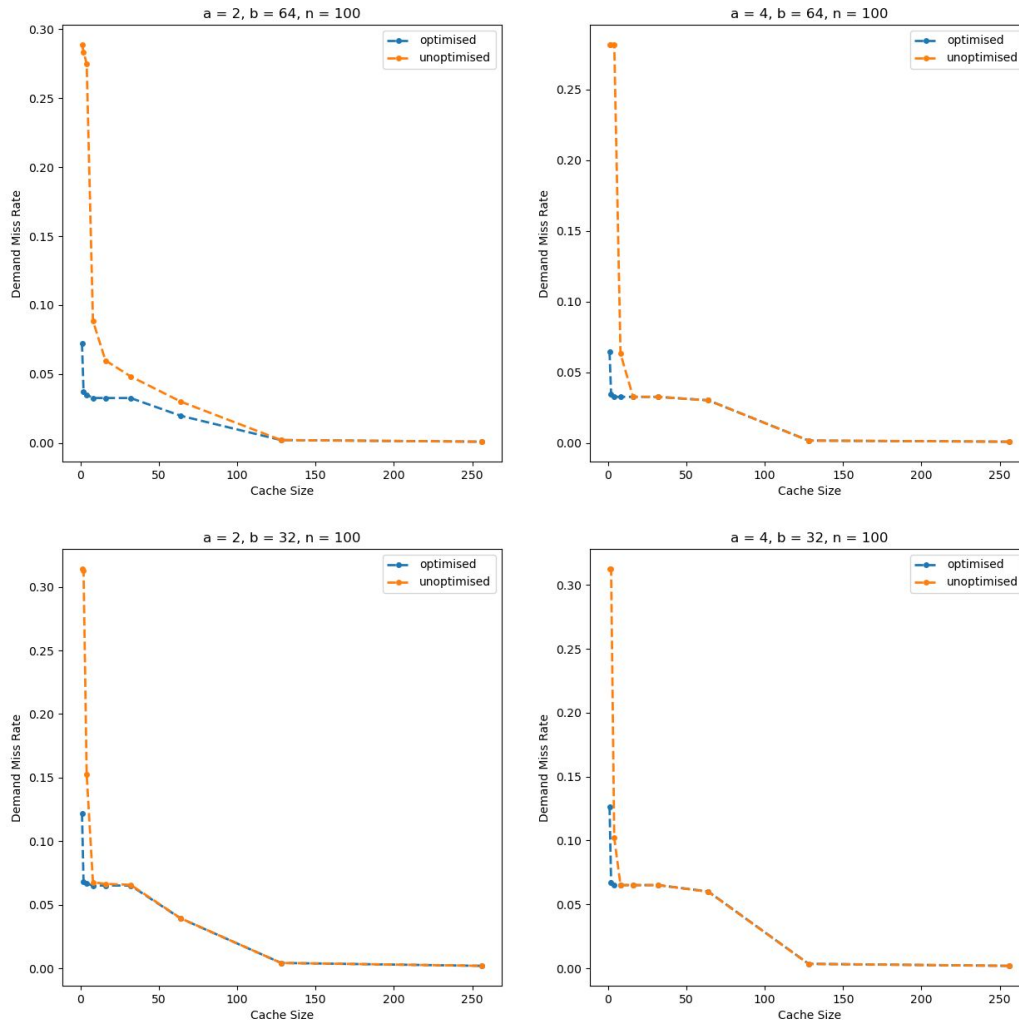 a = 2, b = 64, n = 100
optimised
unoptimised
0.30
0.25
0.20
0.15
0.10
0.05
0.00
Demand Miss Rate
0 50 100 150 200 250
Cache Size
a = 4, b = 64, n = 100
optimised
unoptimised
0.25
0.20
0.15
0.10
0.05
0.00
Demand Miss Rate
0 50 100 150 200 250
Cache Size
a = 2, b = 32, n = 100
optimised
unoptimised
0.30
0.25
0.20
0.15
0.10
0.05
0.00
Demand Miss Rate
0 50 100 150 200 250
Cache Size
a = 4, b = 32, n = 100
optimised
unoptimised
0.30
0.25
0.20
0.15
0.10
0.05
0.00
Demand Miss Rate
0 50 100 150 200 250
Cache Size